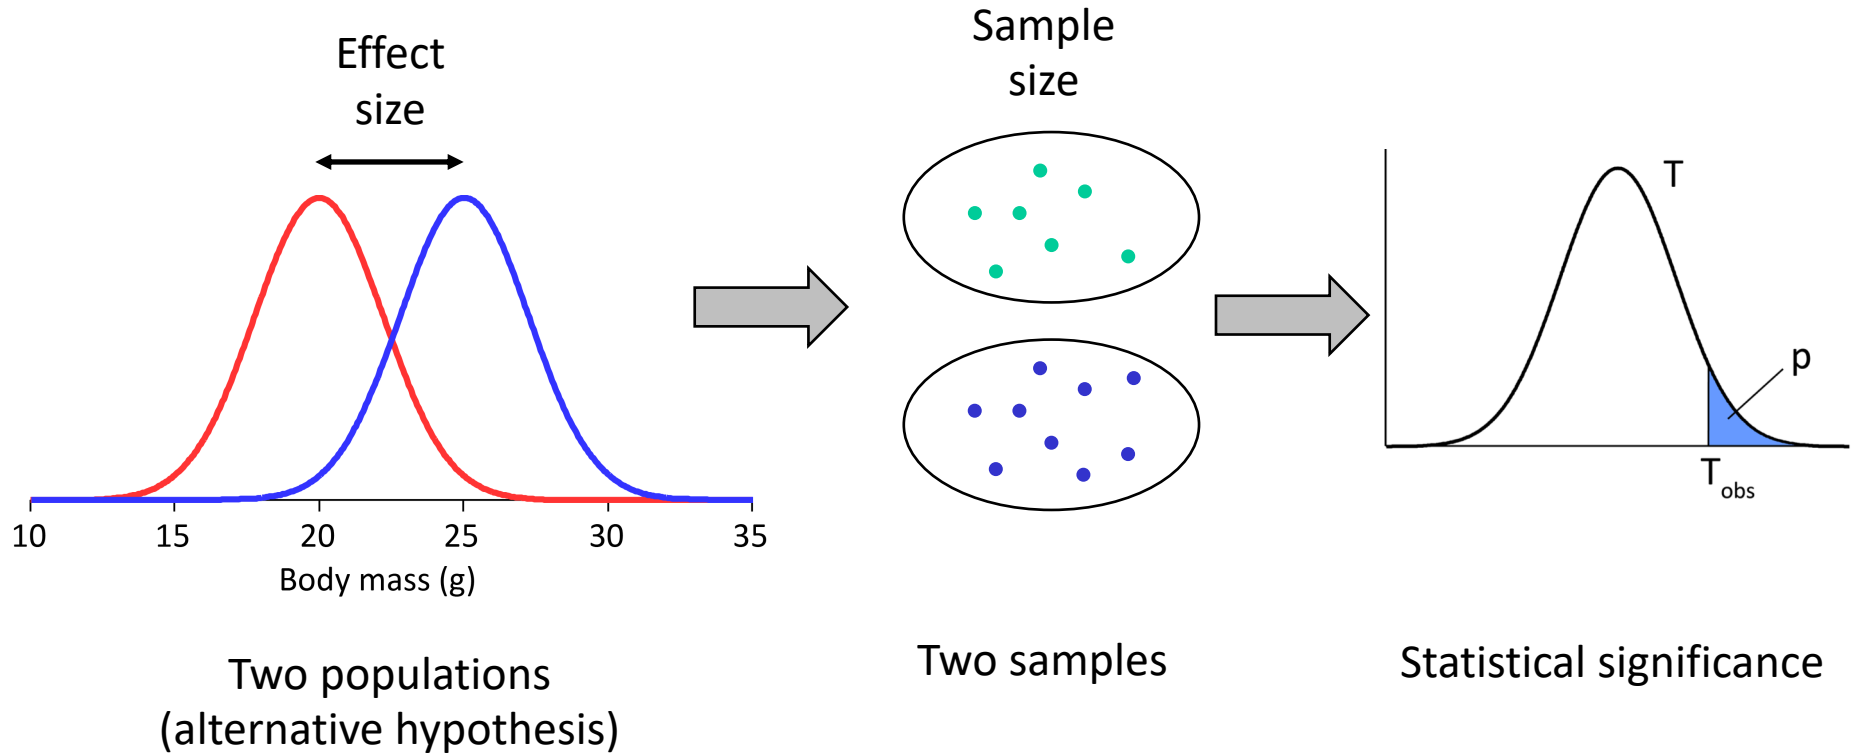 Effect
size
10 15 20 25 30 35
Body mass (g)
Two populations
(alternative hypothesis)
Sample
size
Two samples
T
p
Tobs
Statistical significance